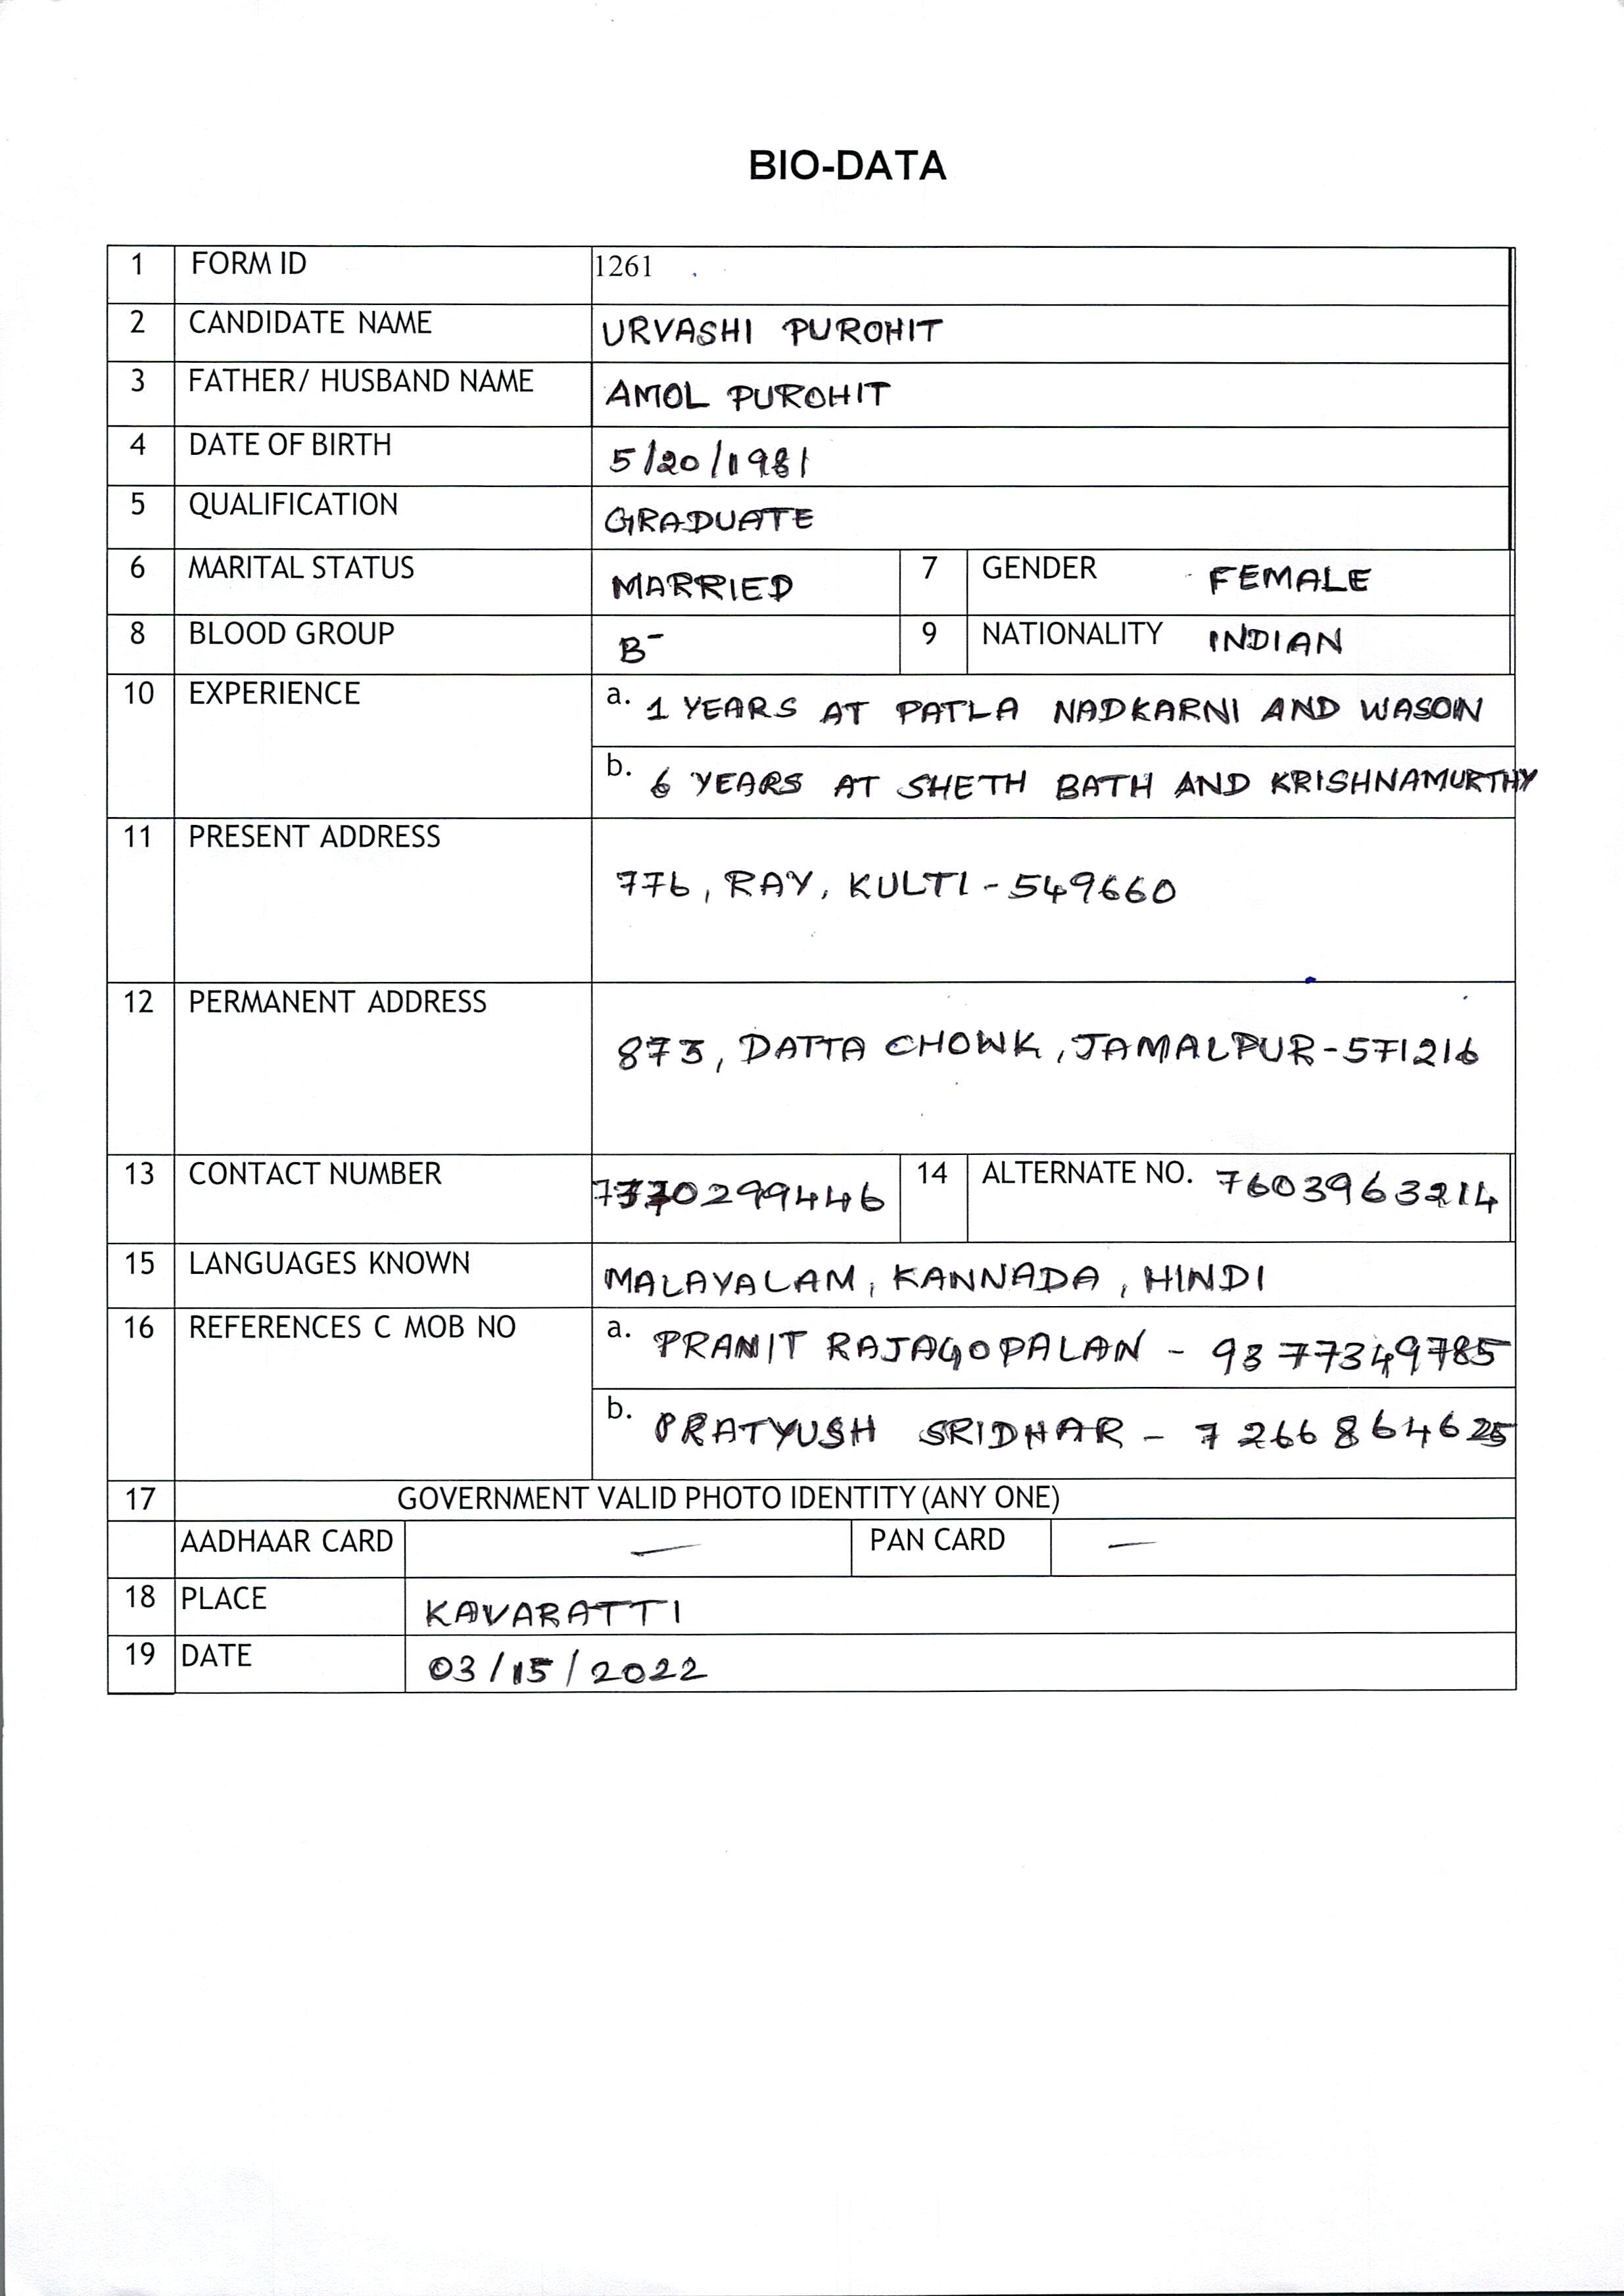 BIO-DATA
1 FORM ID 1261
2 CANDIDATE NAME URVASHI PUROHIT
3 FATHER/ HUSBAND NAME AMOL PUROHIT
4 DATE OF BIRTH 5/20/1981
5 QUALIFICATION GRADUATE
6 MARITAL STATUS MARRIED 7 GENDER FEMALE
8 BLOOD GROUP B- 9 NATIONALITY INDIAN
10 EXPERIENCE a. 1 YEARS AT PATLA NADKARNI AND WASON
b. 6 YEARS AT SHETH BATH AND KRISHNAMURTHY
11 PRESENT ADDRESS
776, RAY, KULTI - 549660
12 PERMANENT ADDRESS
873, DATTA CHOWK, JAMALPUR - 571216
13 CONTACT NUMBER 14 ALTERNATE NO. 7603963214
15 LANGUAGES KNOWN MALAYALAM, KANNADA, HINDI
16 REFERENCES C MOB NO a. PRANIT RAJAGOPALAN - 9377349785
b. PRATYUSH SRIDHAR - 7266864625
17 GOVERNMENT VALID PHOTO IDENTITY (ANY ONE)
AADHAAR CARD — PAN CARD —
18 PLACE KAVARATTI
19 DATE 03/15/2022